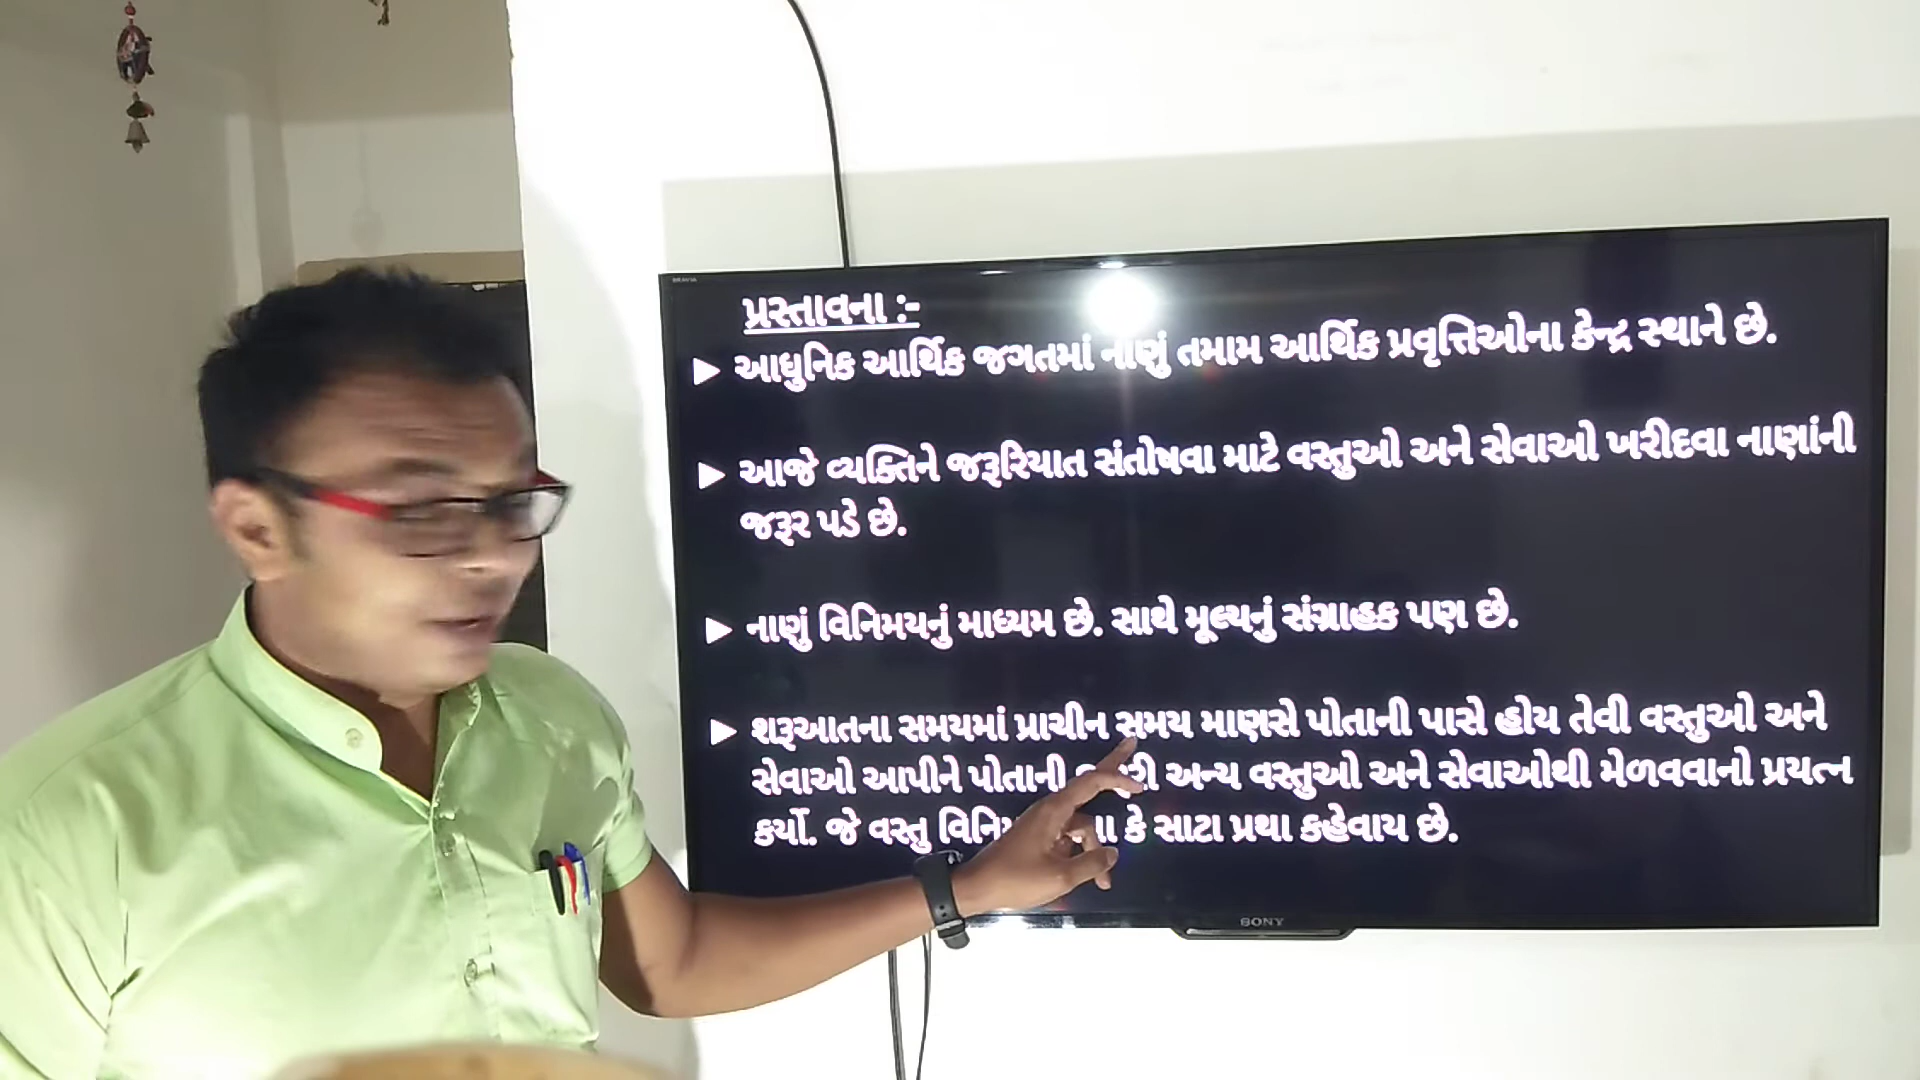 BRAVIA
પ્રસ્તાવના :-
આધુનિક આર્થિક જગતમાં નાણું તમામ આર્થિક પ્રવૃત્તિઓના કેન્દ્ર સ્થાને છે.
આજે વ્યક્તિને જરૂરિયાત સંતોષવા માટે વસ્તુઓ અને સેવાઓ ખરીદવા નાણાંની
જરૂર પડે છે.
નાણું વિનિમયનું માધ્યમ છે. સાથે મૂલ્યનું સંગ્રાહક પણ છે.
શરૂઆતના સમયમાં પ્રાચીન સમય માણસે પોતાની પાસે હોય તેવી વસ્તુઓ અને
સેવાઓ આપીને પોતાની અન્ય વસ્તુઓ અને સેવાઓથી મેળવવાનો પ્રયત્ન
કર્યો. જે વસ્તુ કે સાટા પ્રથા કહેવાય છે.
SONY